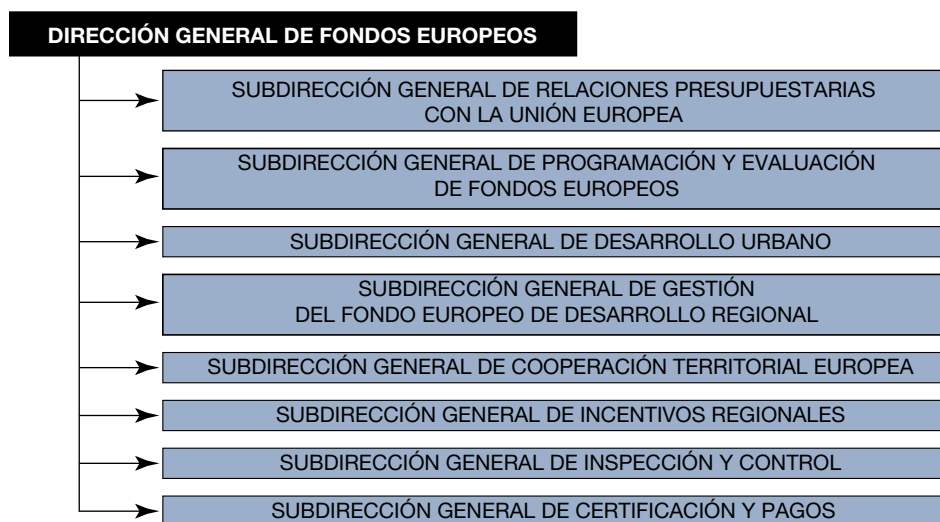 DIRECCIÓN GENERAL DE FONDOS EUROPEOS
SUBDIRECCIÓN GENERAL DE RELACIONES PRESUPUESTARIAS
CON LA UNIÓN EUROPEA
SUBDIRECCIÓN GENERAL DE PROGRAMACIÓN Y EVALUACIÓN
DE FONDOS EUROPEOS
SUBDIRECCIÓN GENERAL DE DESARROLLO URBANO
SUBDIRECCIÓN GENERAL DE GESTIÓN
DEL FONDO EUROPEO DE DESARROLLO REGIONAL
SUBDIRECCIÓN GENERAL DE COOPERACIÓN TERRITORIAL EUROPEA
SUBDIRECCIÓN GENERAL DE INCENTIVOS REGIONALES
SUBDIRECCIÓN GENERAL DE INSPECCIÓN Y CONTROL
SUBDIRECCIÓN GENERAL DE CERTIFICACIÓN Y PAGOS